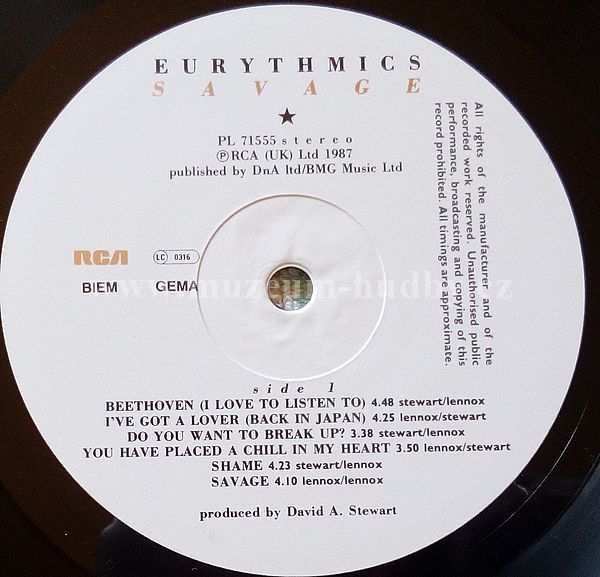 EURYTHMICS
SAVAGE
★
PL 71555 stereo
℗RCA (UK) Ltd 1987
published by DnA ltd/BMG Music Ltd
All rights of the manufacturer and of the
recorded work reserved. Unauthorised public
performance, broadcasting and copying of this
record prohibited. All timings are approximate.
RCA
LC 0316
BIEM GEMA
www.muzeum-hudby.cz
side 1
BEETHOVEN (I LOVE TO LISTEN TO) 4.48 stewart/lennox
I'VE GOT A LOVER (BACK IN JAPAN) 4.25 lennox/stewart
DO YOU WANT TO BREAK UP? 3.38 stewart/lennox
YOU HAVE PLACED A CHILL IN MY HEART 3.50 lennox/stewart
SHAME 4.23 stewart/lennox
SAVAGE 4.10 lennox/lennox
produced by David A. Stewart